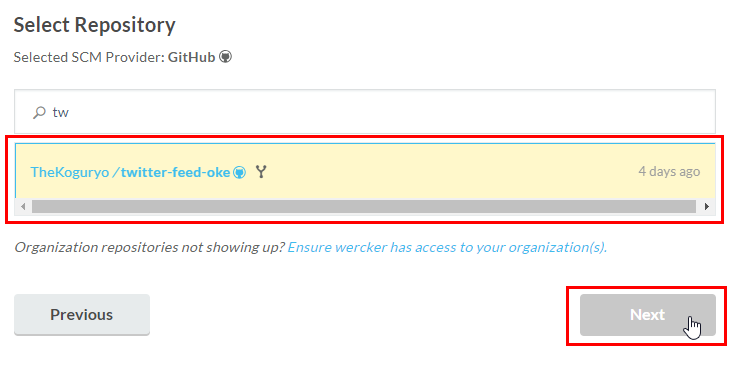 Select Repository
Selected SCM Provider: GitHub
tw
TheKoguryo /twitter-feed-oke 4 days ago
Organization repositories not showing up? Ensure wercker has access to your organization(s).
Previous Next